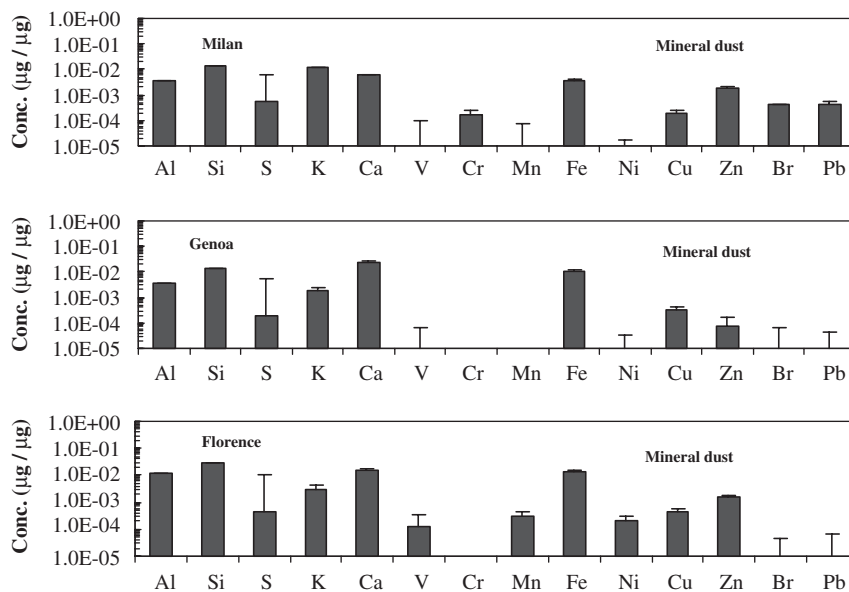 1.0E+00
Milan Mineral dust
1.0E-01
1.0E-02
1.0E-03
1.0E-04
1.0E-05
Conc. (µg / µg)
Al Si S K Ca V Cr Mn Fe Ni Cu Zn Br Pb
1.0E+00
Genoa Mineral dust
1.0E-01
1.0E-02
1.0E-03
1.0E-04
1.0E-05
Conc. (µg / µg)
Al Si S K Ca V Cr Mn Fe Ni Cu Zn Br Pb
1.0E+00
Florence Mineral dust
1.0E-01
1.0E-02
1.0E-03
1.0E-04
1.0E-05
Conc. (µg / µg)
Al Si S K Ca V Cr Mn Fe Ni Cu Zn Br Pb